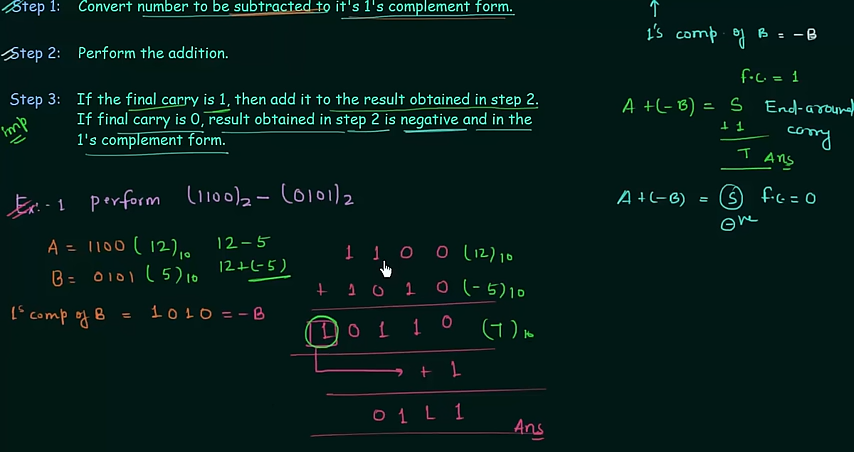 Step 1: Convert number to be subtracted to it's 1's complement form.
Step 2: Perform the addition.
Step 3: If the final carry is 1, then add it to the result obtained in step 2.
If final carry is 0, result obtained in step 2 is negative and in the
1's complement form.
imp
1's comp. of B = -B
f.c. = 1
A + (-B) = S End-around
+ 1 carry
T Ans
A + (-B) = S f.c. = 0
⊖ve
Ex:- 1 perform (1100)₂ - (0101)₂
A = 1100 (12)₁₀ 12 - 5
B = 0101 (5)₁₀ 12 + (-5)
1's comp of B = 1010 = -B
1 1 0 0 (12)₁₀
+ 1 0 1 0 (-5)₁₀
1 0 1 1 0 (7)₁₀
+ 1
0 1 1 1
Ans